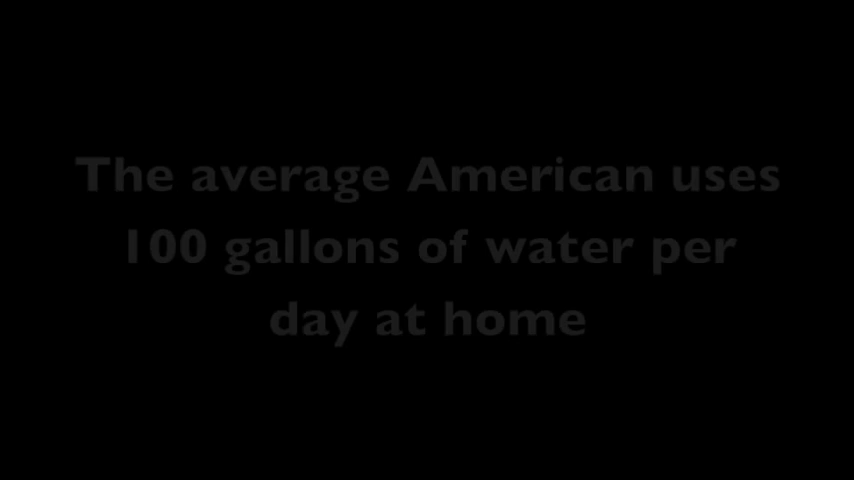 The average American uses
100 gallons of water per
day at home